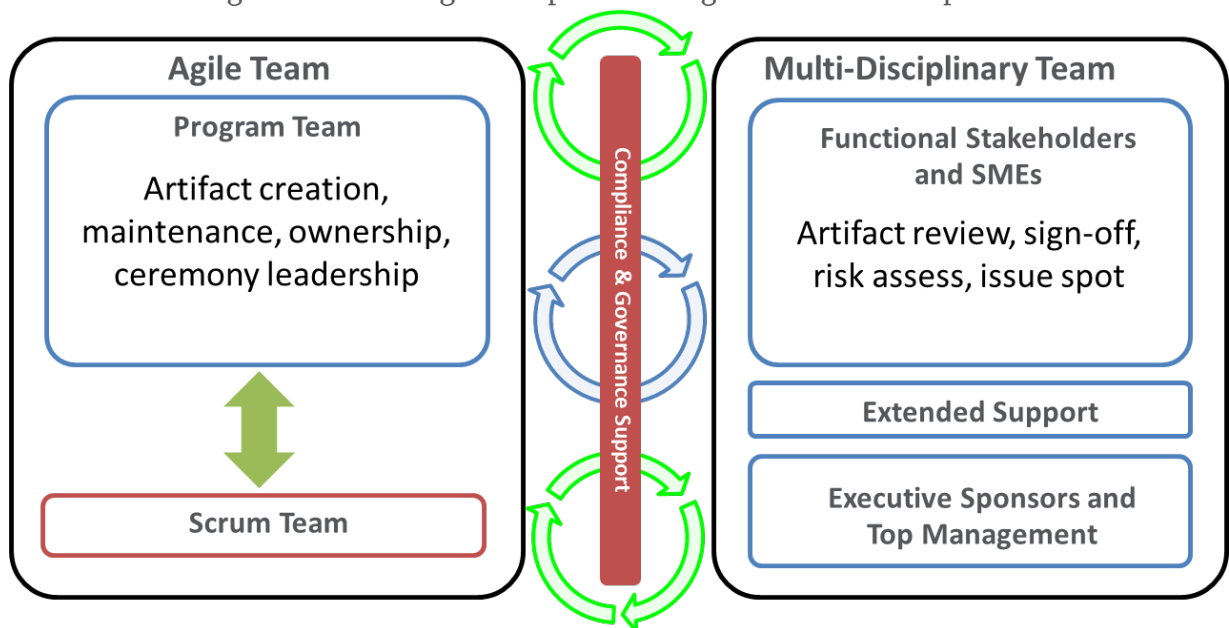 Agile Team
Program Team
Artifact creation,
maintenance, ownership,
ceremony leadership
Scrum Team
Compliance & Governance Support
Multi-Disciplinary Team
Functional Stakeholders
and SMEs
Artifact review, sign-off,
risk assess, issue spot
Extended Support
Executive Sponsors and
Top Management